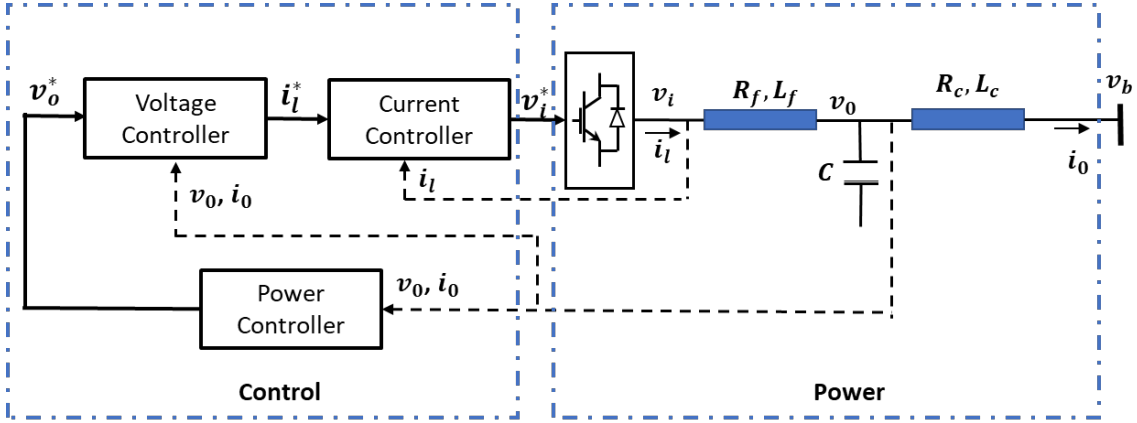 v_o^*
Voltage
Controller
i_l^*
Current
Controller
v_i^*
v_i
i_l
R_f, L_f
v_0
R_c, L_c
v_b
i_0
C
i_l
v_0, i_0
Power
Controller
v_0, i_0
Control
Power